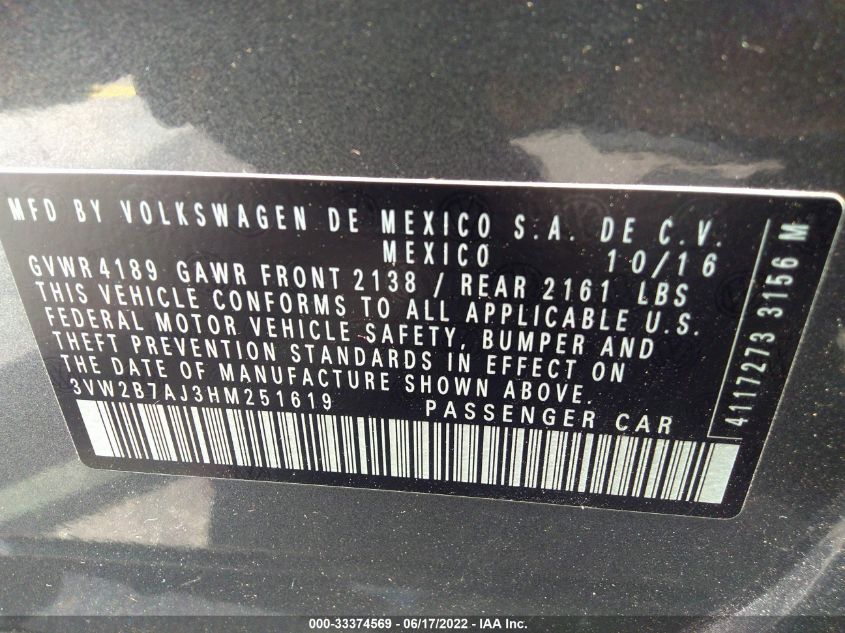 MFD BY VOLKSWAGEN DE MEXICO S.A. DE C.V.
MEXICO 10/16
GVWR 4189 GAWR FRONT 2138 / REAR 2161 LBS
THIS VEHICLE CONFORMS TO ALL APPLICABLE U.S.
FEDERAL MOTOR VEHICLE SAFETY, BUMPER AND
THEFT PREVENTION STANDARDS IN EFFECT ON
THE DATE OF MANUFACTURE SHOWN ABOVE.
3VW2B7AJ3HM251619 PASSENGER CAR
4117273 3156 M
000-33374569 - 06/17/2022 - IAA Inc.